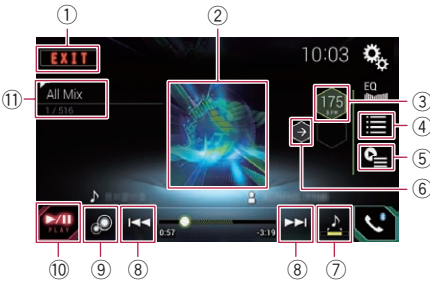 ①
②
EXIT
10:03
⑪
All Mix
1 / 516
EQ
175
BPM
③
④
⑤
⑥
0:57
-3:19
PLAY
⑩
⑨
⑧
⑧
⑦